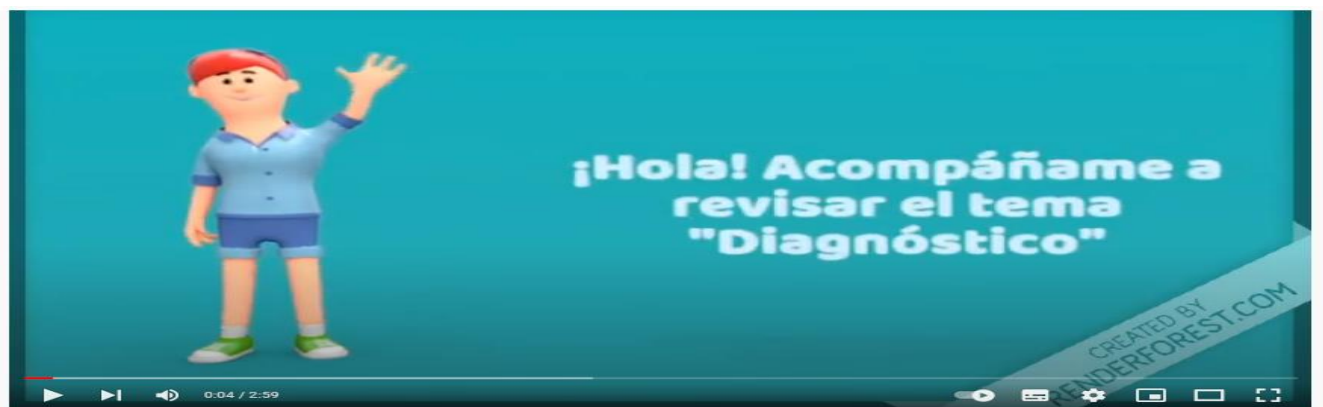 ¡Hola! Acompáñame a
revisar el tema
"Diagnóstico"
CREATED BY
RENDERFOREST.COM
0:04 / 2:59